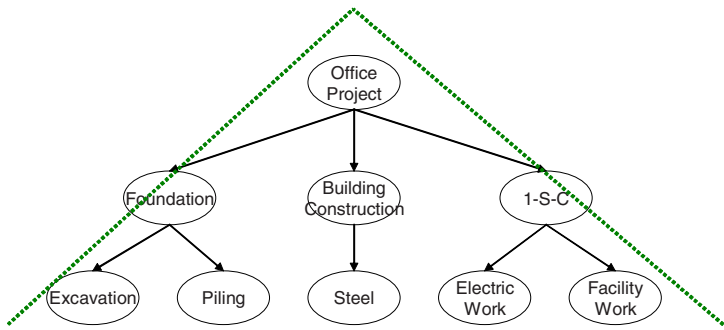 Office
Project
Foundation
Building
Construction
1-S-C
Excavation
Piling
Steel
Electric
Work
Facility
Work